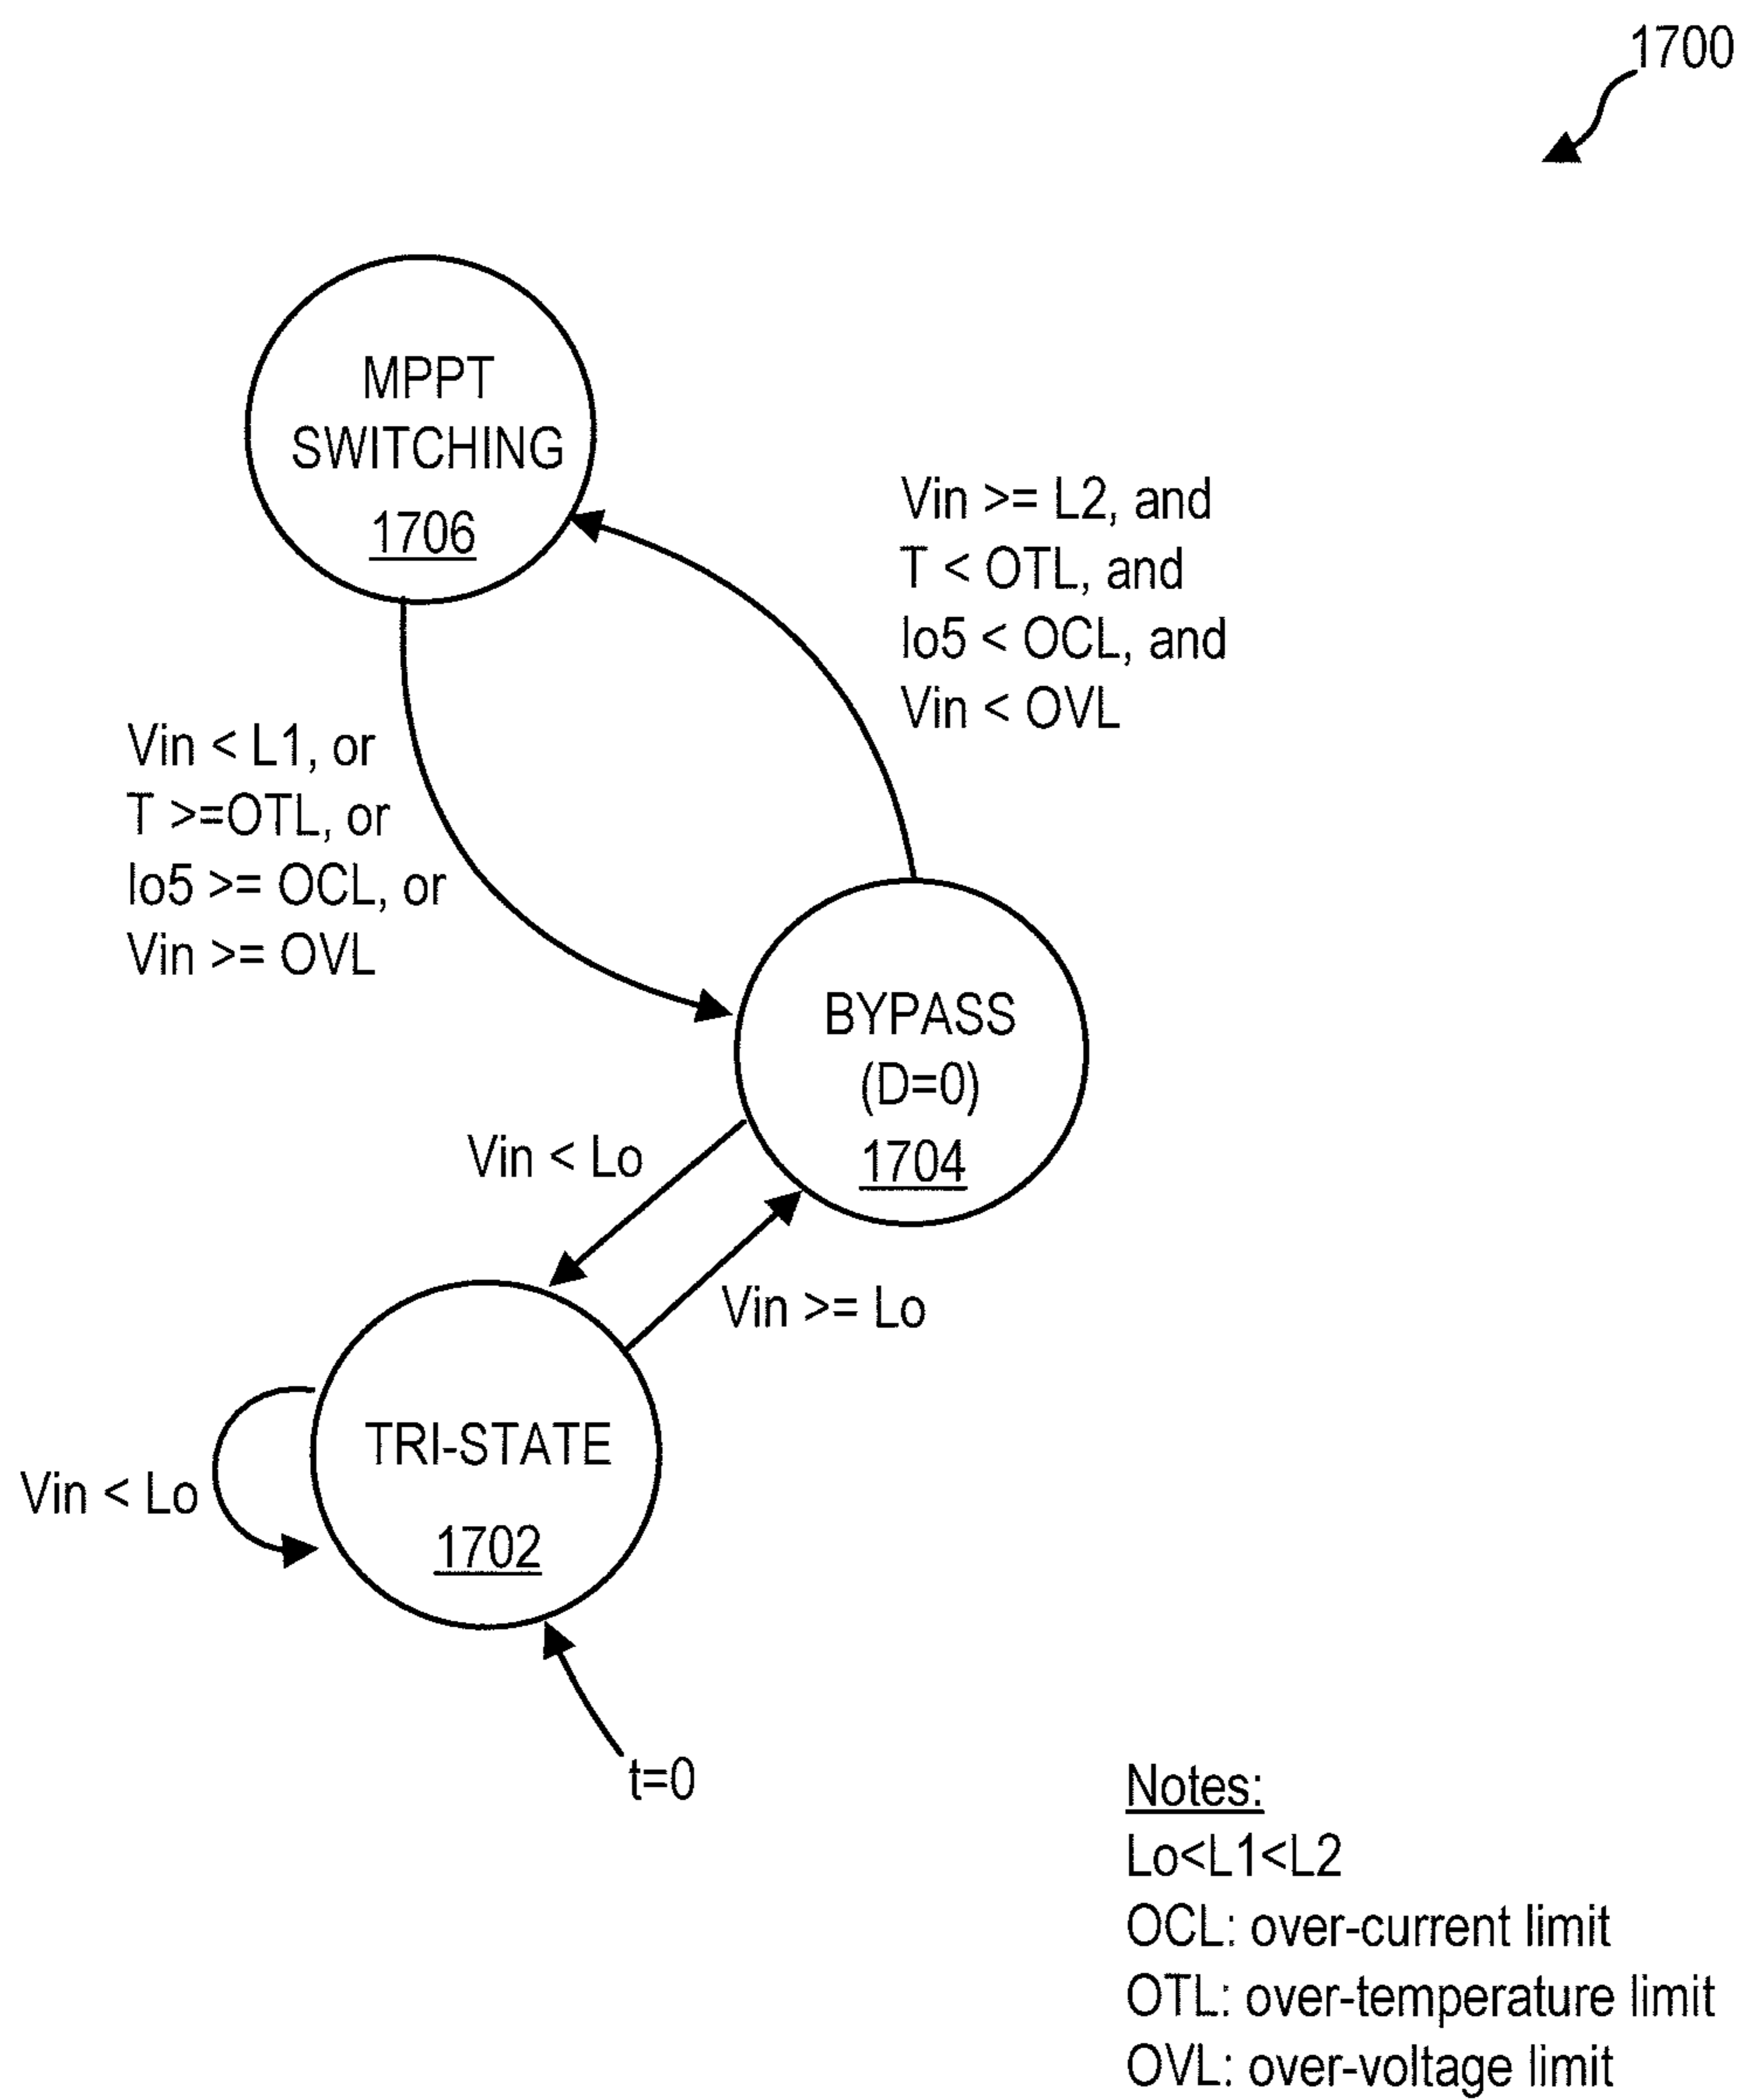 1700
MPPT
SWITCHING
1706
Vin >= L2, and
T < OTL, and
Io5 < OCL, and
Vin < OVL
Vin < L1, or
T >=OTL, or
Io5 >= OCL, or
Vin >= OVL
BYPASS
(D=0)
1704
Vin < Lo
Vin >= Lo
TRI-STATE
1702
Vin < Lo
t=0
Notes:
Lo<L1<L2
OCL: over-current limit
OTL: over-temperature limit
OVL: over-voltage limit